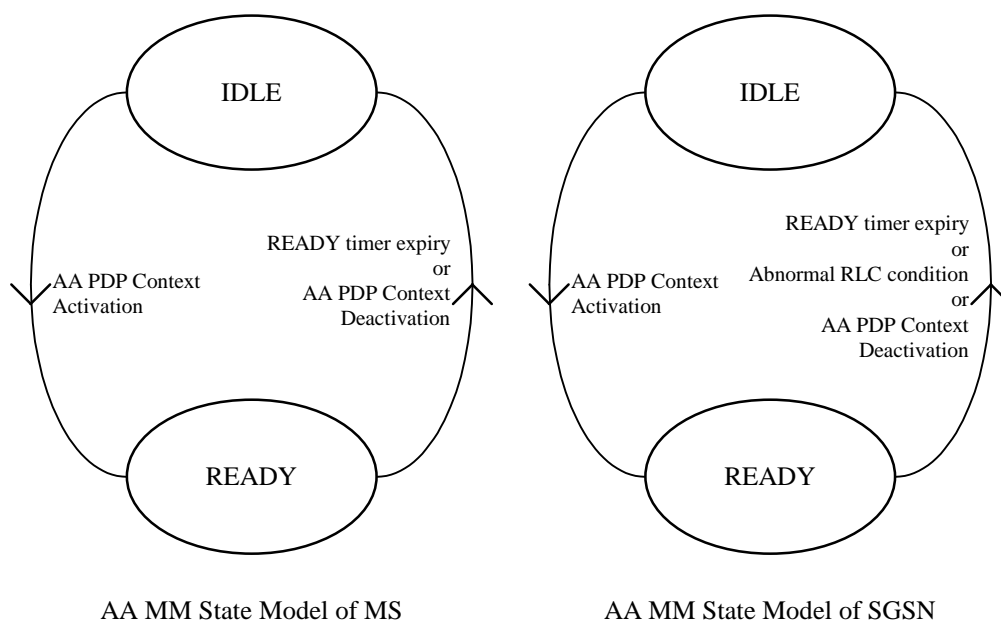 IDLE
AA PDP Context
Activation
READY timer expiry
or
AA PDP Context
Deactivation
READY
AA MM State Model of MS
IDLE
AA PDP Context
Activation
READY timer expiry
or
Abnormal RLC condition
or
AA PDP Context
Deactivation
READY
AA MM State Model of SGSN